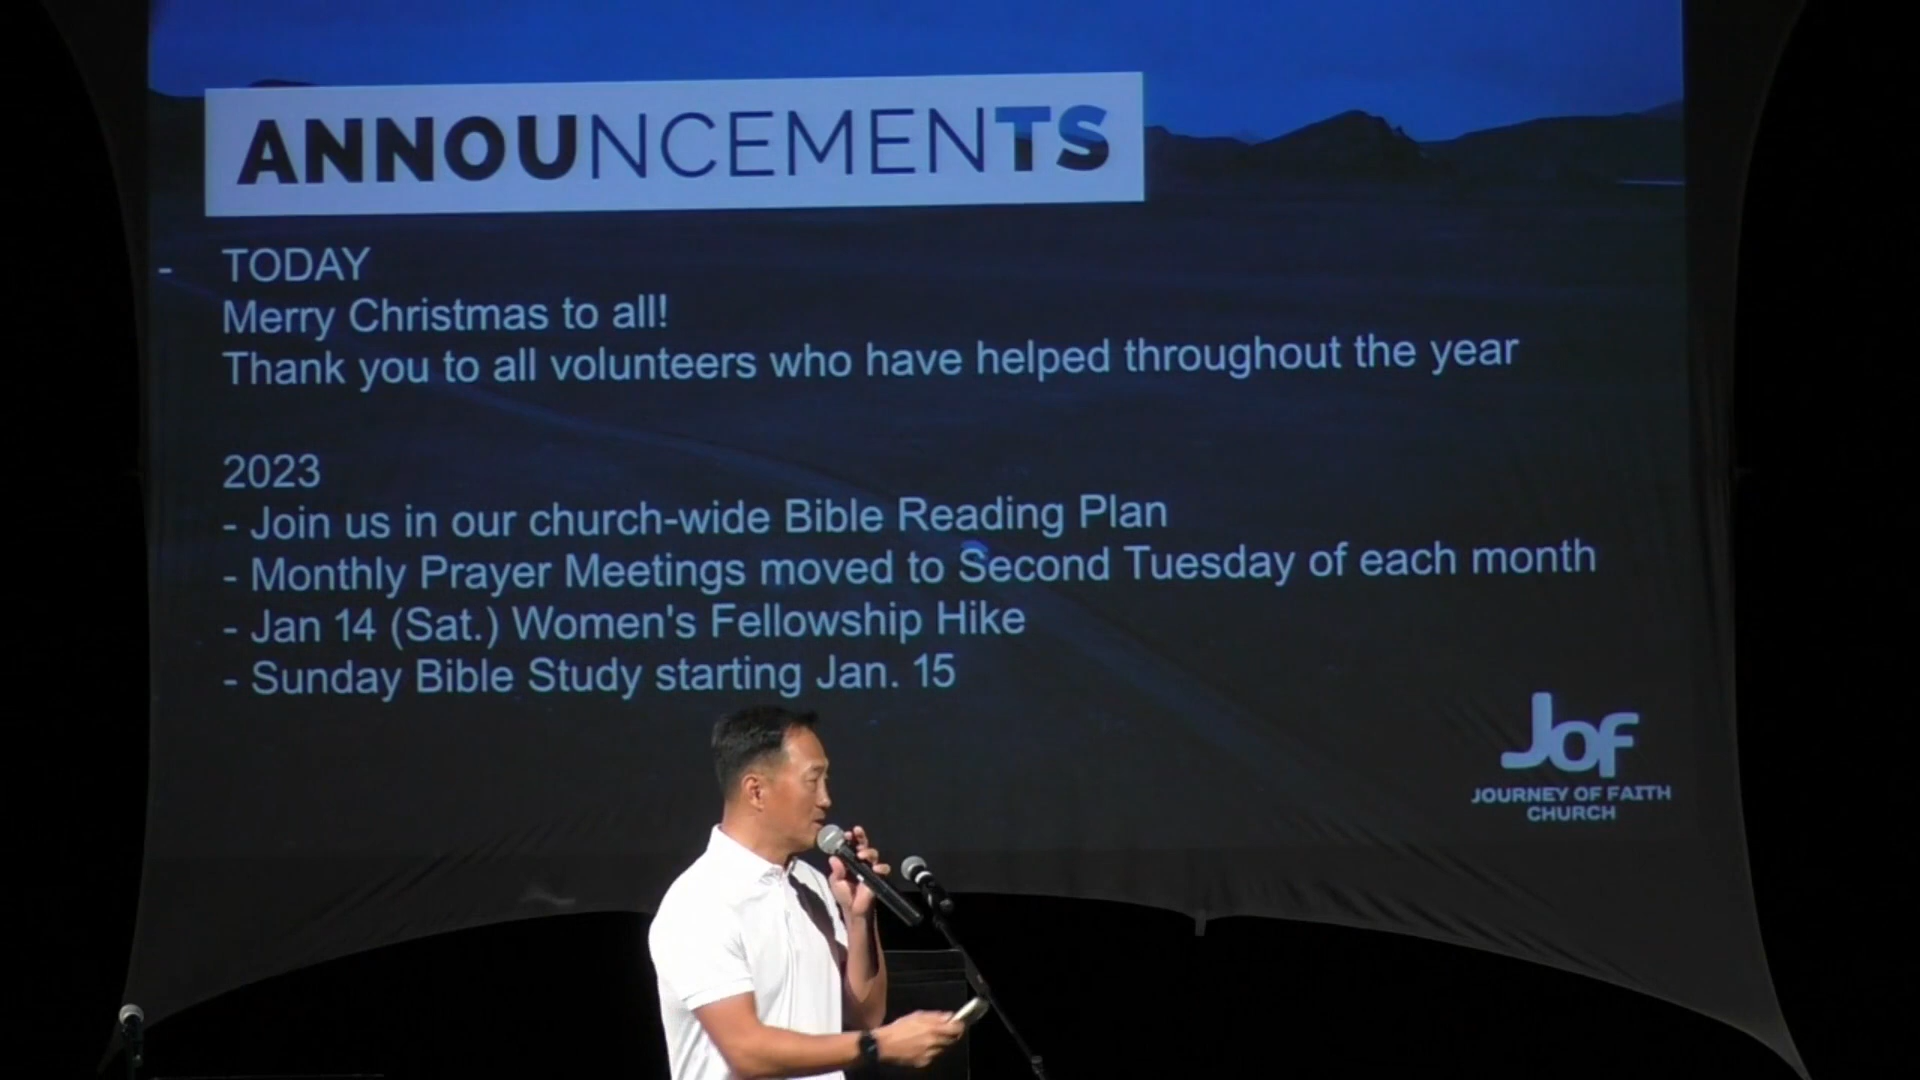 ANNOUNCEMENTS
- TODAY
Merry Christmas to all!
Thank you to all volunteers who have helped throughout the year
2023
- Join us in our church-wide Bible Reading Plan
- Monthly Prayer Meetings moved to Second Tuesday of each month
- Jan 14 (Sat.) Women's Fellowship Hike
- Sunday Bible Study starting Jan. 15
Jof
JOURNEY OF FAITH
CHURCH